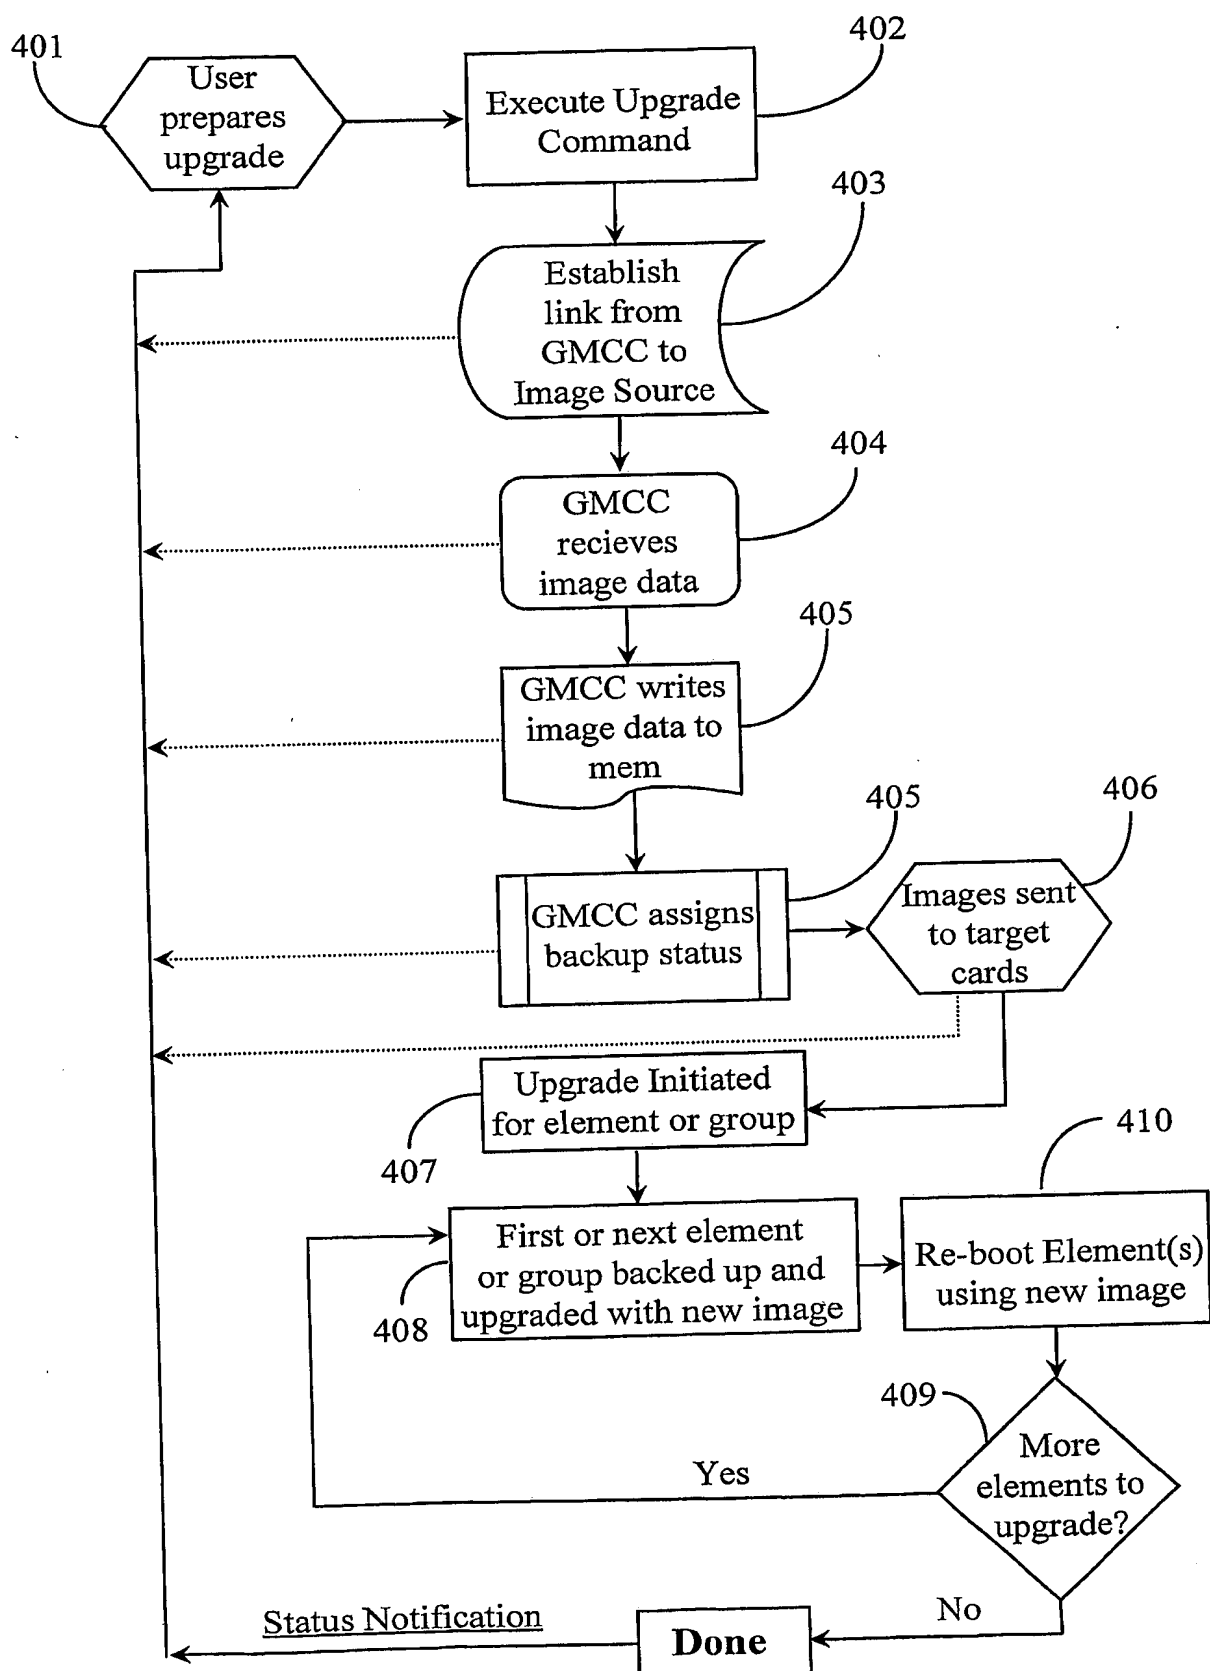 401
User
prepares
upgrade
Execute Upgrade
Command
402
Establish
link from
GMCC to
Image Source
403
GMCC
recieves
image data
404
GMCC writes
image data to
mem
405
GMCC assigns
backup status
405
Images sent
to target
cards
406
Upgrade Initiated
for element or group
407
First or next element
or group backed up and
upgraded with new image
408
Re-boot Element(s)
using new image
410
More
elements to
upgrade?
409
Yes
No
Done
Status Notification